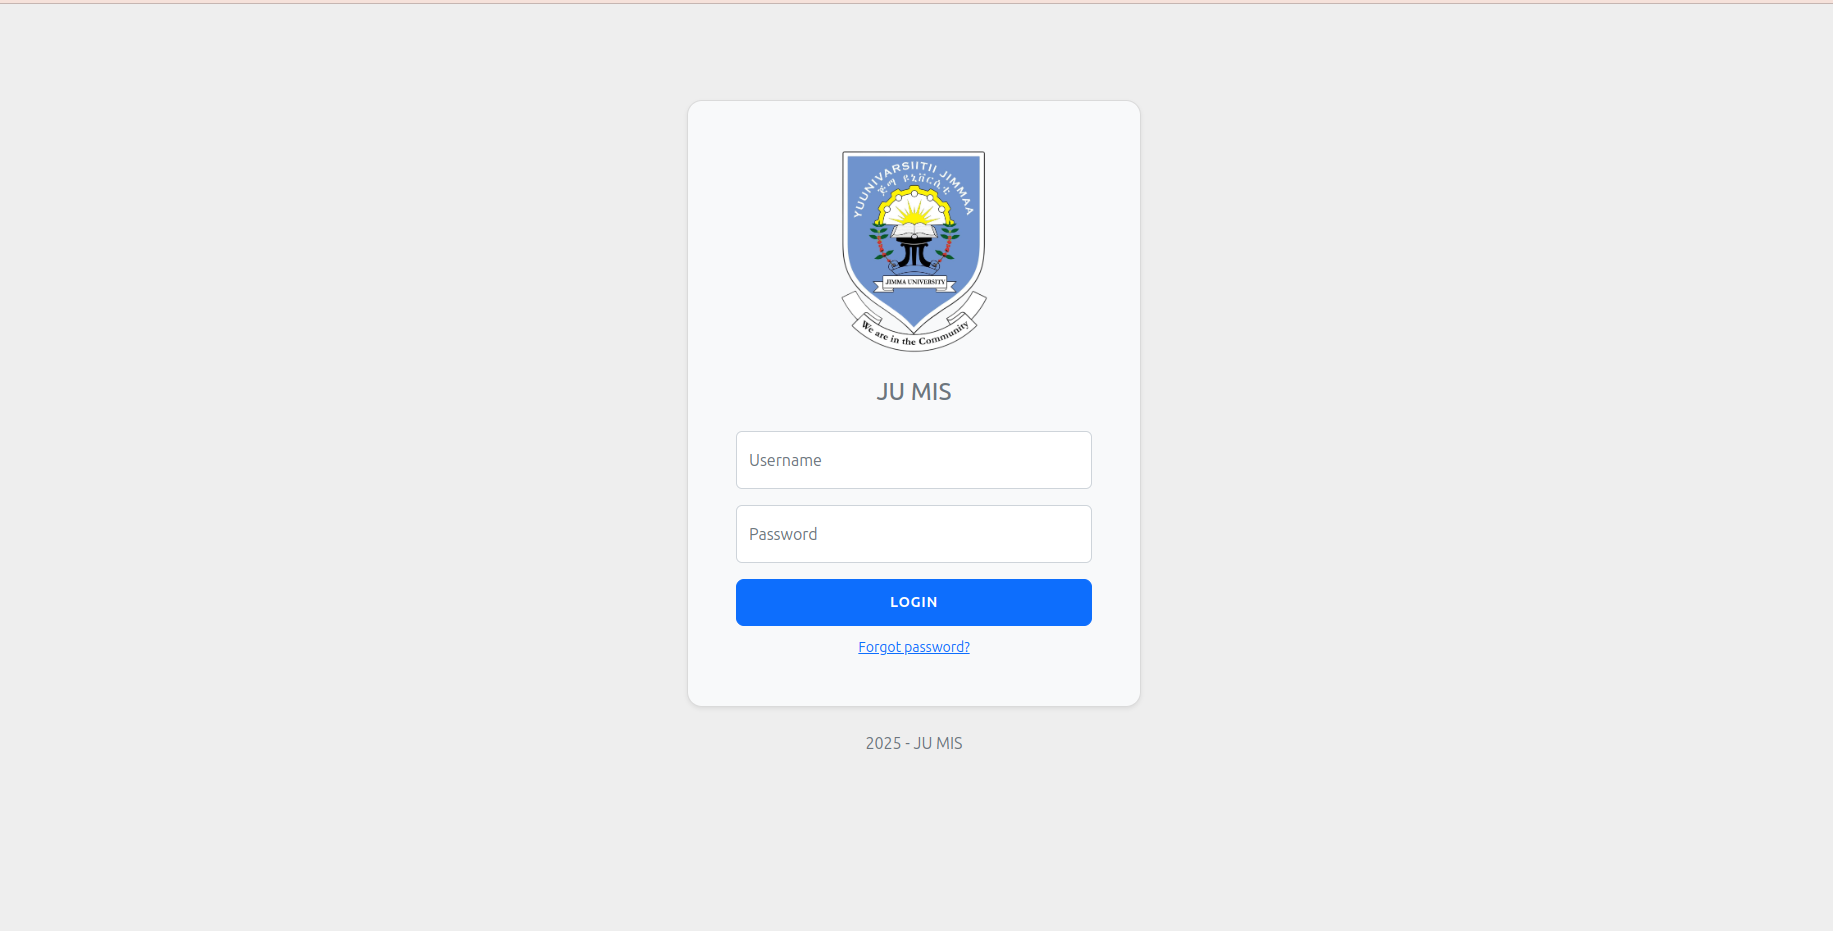 YUUNIVARSIITII JIMMAA
ጅማ ዩኒቨርሲቲ
JIMMA UNIVERSITY
We are in the Community
JU MIS
Username
Password
LOGIN
Forgot password?
2025 - JU MIS